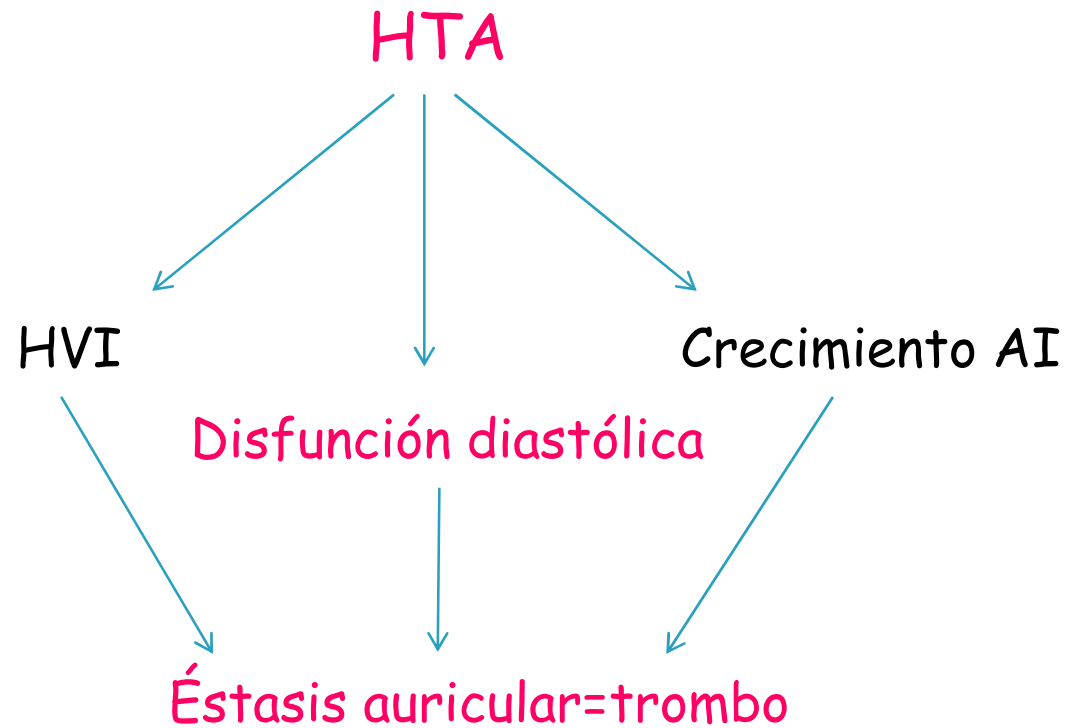 HTA
HVI
Crecimiento AI
Disfunción diastólica
Éstasis auricular=trombo